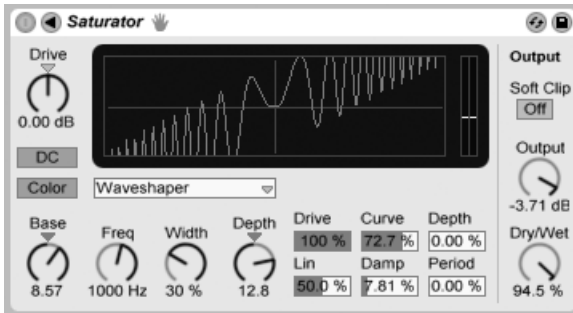 Saturator
Drive
0.00 dB
DC
Color
Waveshaper
Base
Freq
Width
Depth
8.57
1000 Hz
30 %
12.8
Drive
Curve
Depth
100 %
72.7 %
0.00 %
Lin
Damp
Period
50.0 %
7.81 %
0.00 %
Output
Soft Clip
Off
Output
-3.71 dB
Dry/Wet
94.5 %